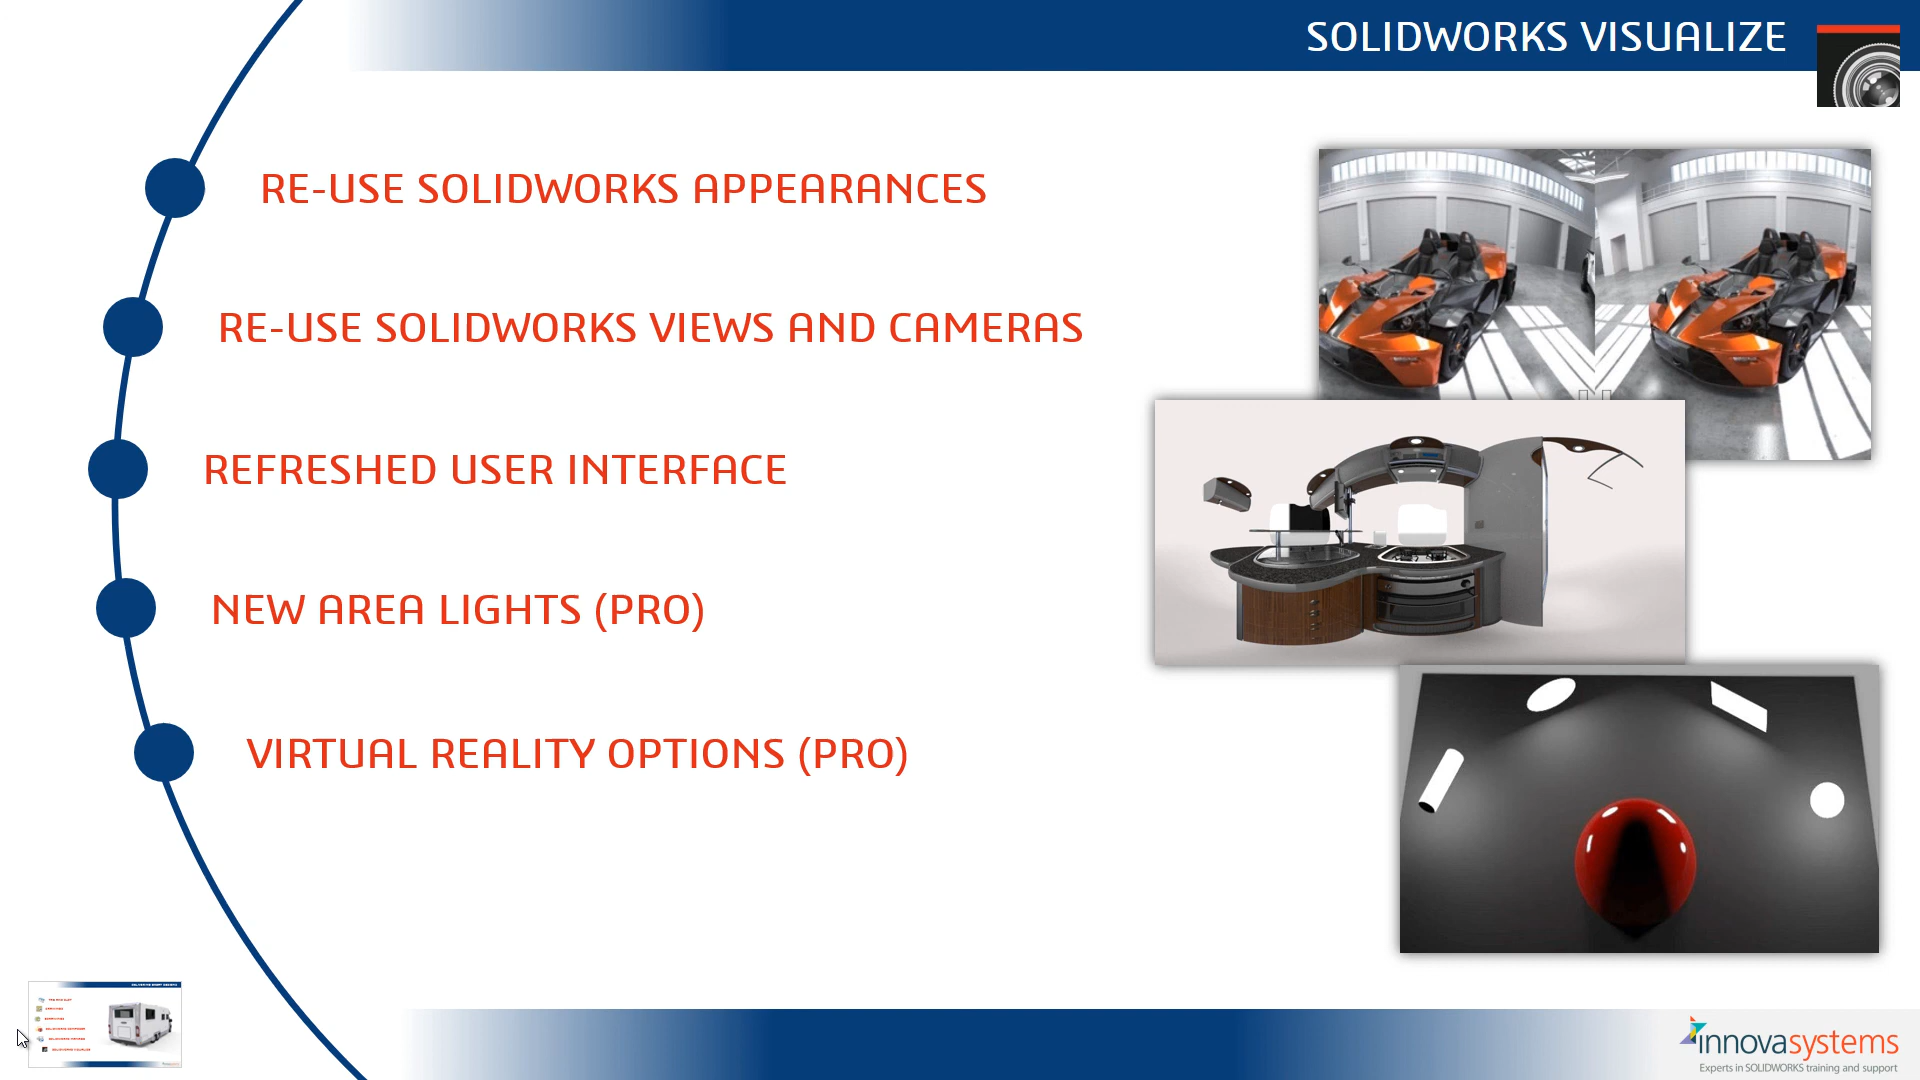 SOLIDWORKS VISUALIZE
RE-USE SOLIDWORKS APPEARANCES
RE-USE SOLIDWORKS VIEWS AND CAMERAS
REFRESHED USER INTERFACE
NEW AREA LIGHTS (PRO)
VIRTUAL REALITY OPTIONS (PRO)
innovasystems
Experts in SOLIDWORKS training and support